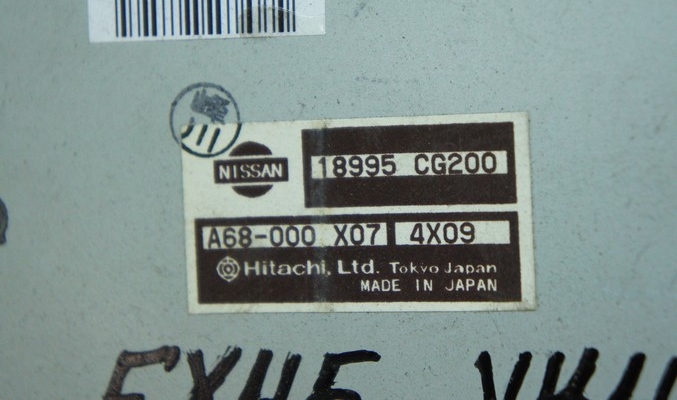 NISSAN
18995 CG200
A68-000 X07 4X09
Hitachi, Ltd. Tokyo Japan
MADE IN JAPAN